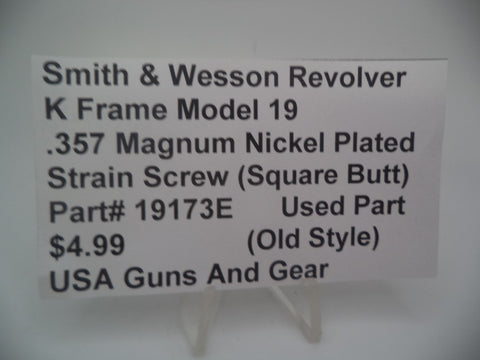 Smith & Wesson Revolver
K Frame Model 19
.357 Magnum Nickel Plated
Strain Screw (Square Butt)
Part# 19173E Used Part
$4.99 (Old Style)
USA Guns And Gear